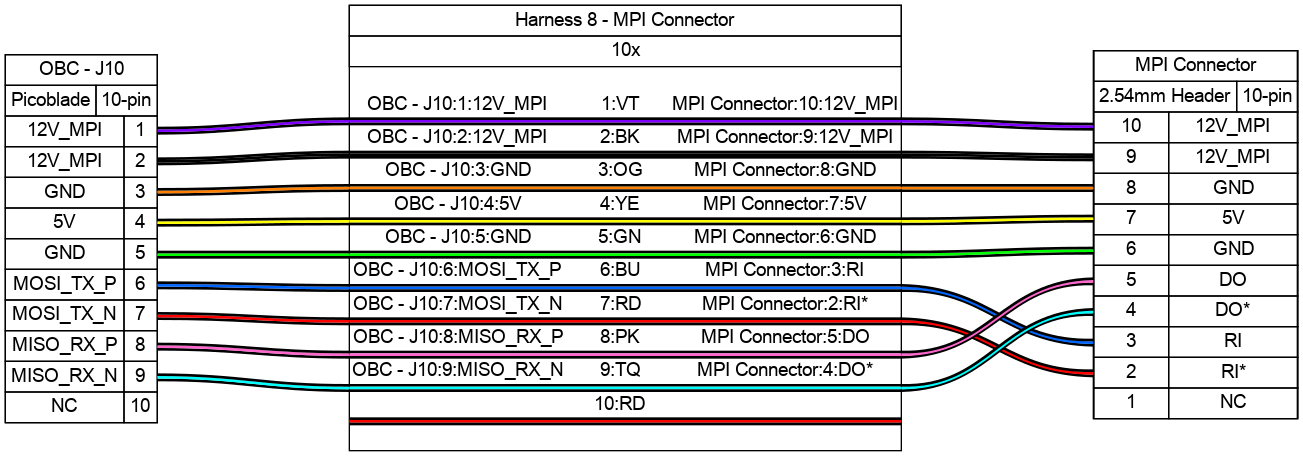 Harness 8 - MPI Connector
10x
OBC - J10
Picoblade 10-pin
12V_MPI 1
12V_MPI 2
GND 3
5V 4
GND 5
MOSI_TX_P 6
MOSI_TX_N 7
MISO_RX_P 8
MISO_RX_N 9
NC 10
OBC - J10:1:12V_MPI 1:VT MPI Connector:10:12V_MPI
OBC - J10:2:12V_MPI 2:BK MPI Connector:9:12V_MPI
OBC - J10:3:GND 3:OG MPI Connector:8:GND
OBC - J10:4:5V 4:YE MPI Connector:7:5V
OBC - J10:5:GND 5:GN MPI Connector:6:GND
OBC - J10:6:MOSI_TX_P 6:BU MPI Connector:3:RI
OBC - J10:7:MOSI_TX_N 7:RD MPI Connector:2:RI*
OBC - J10:8:MISO_RX_P 8:PK MPI Connector:5:DO
OBC - J10:9:MISO_RX_N 9:TQ MPI Connector:4:DO*
10:RD
MPI Connector
2.54mm Header 10-pin
10 12V_MPI
9 12V_MPI
8 GND
7 5V
6 GND
5 DO
4 DO*
3 RI
2 RI*
1 NC